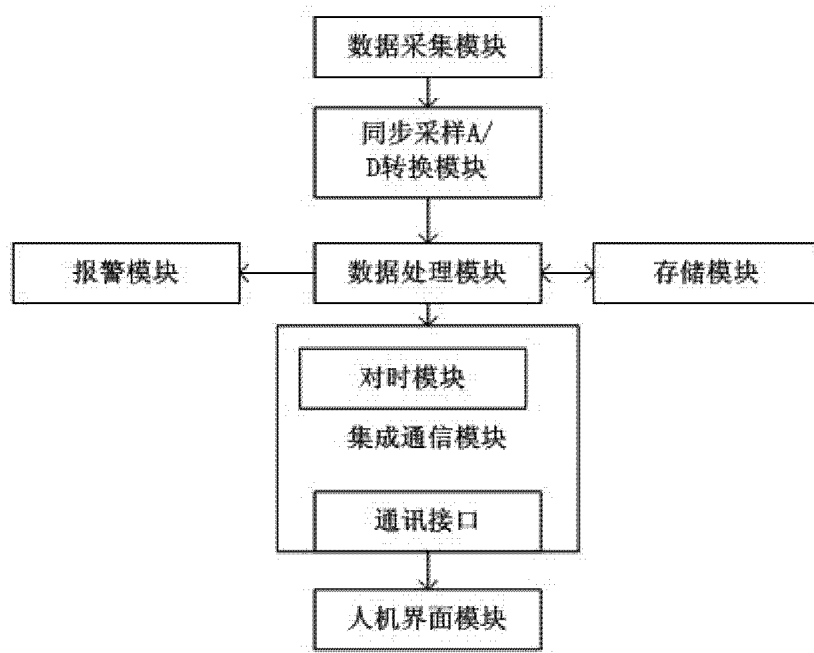 数据采集模块
同步采样A/
D转换模块
报警模块
数据处理模块
存储模块
对时模块
集成通信模块
通讯接口
人机界面模块